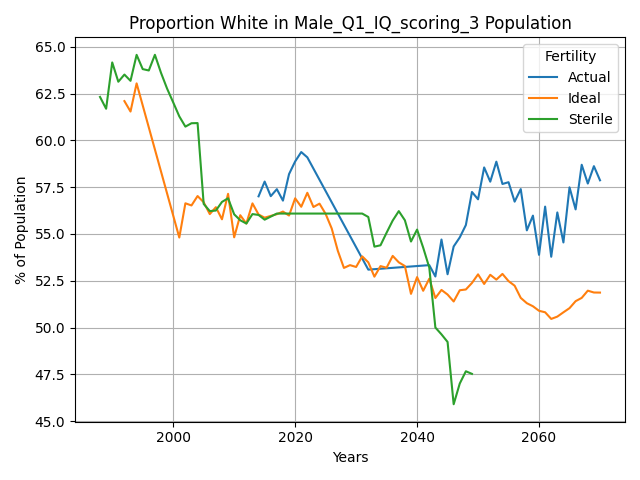 Proportion White in Male_Q1_IQ_scoring_3 Population
65.0
62.5
60.0
57.5
55.0
52.5
50.0
47.5
45.0
% of Population
Fertility
Actual
Ideal
Sterile
2000
2020
2040
2060
Years